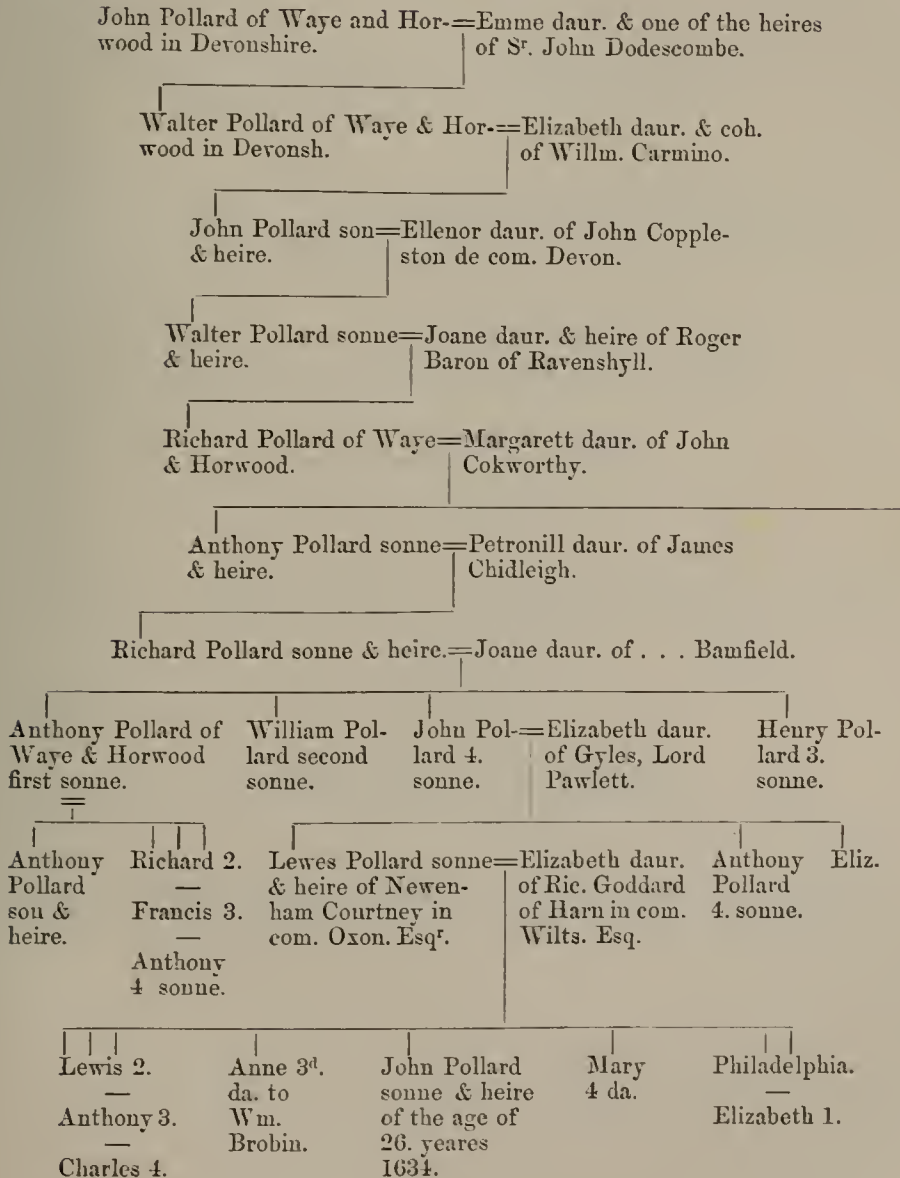 John Pollard of Waye and Hor-=Emme daur. & one of the heires
wood in Devonshire. of Sr. John Dodescombe.
Walter Pollard of Waye & Hor-=Elizabeth daur. & coh.
wood in Devonsh. of Willm. Carmino.
John Pollard son=Ellenor daur. of John Copple-
& heire. ston de com. Devon.
Walter Pollard sonne=Joane daur. & heire of Roger
& heire. Baron of Ravenshyll.
Richard Pollard of Waye=Margarett daur. of John
& Horwood. Cokworthy.
Anthony Pollard sonne=Petronill daur. of James
& heire. Chidleigh.
Richard Pollard sonne & heire.=Joane daur. of . . . Bamfield.
Anthony Pollard of
Waye & Horwood
first sonne.
=
William Pol-
lard second
sonne.
John Pol-=Elizabeth daur.
lard 4. of Gyles, Lord
sonne. Pawlett.
Henry Pol-
lard 3.
sonne.
Anthony
Pollard
son &
heire.
Richard 2.
—
Francis 3.
—
Anthony
4 sonne.
Lewes Pollard sonne=Elizabeth daur.
& heire of Newen- of Ric. Goddard
ham Courtney in of Harn in com.
com. Oxon. Esqr. Wilts. Esq.
Anthony
Pollard
4. sonne.
Eliz.
Lewis 2.
—
Anthony 3.
—
Charles 4.
Anne 3d.
da. to
Wm.
Brobin.
John Pollard
sonne & heire
of the age of
26. yeares
1634.
Mary
4 da.
Philadelphia.
—
Elizabeth 1.